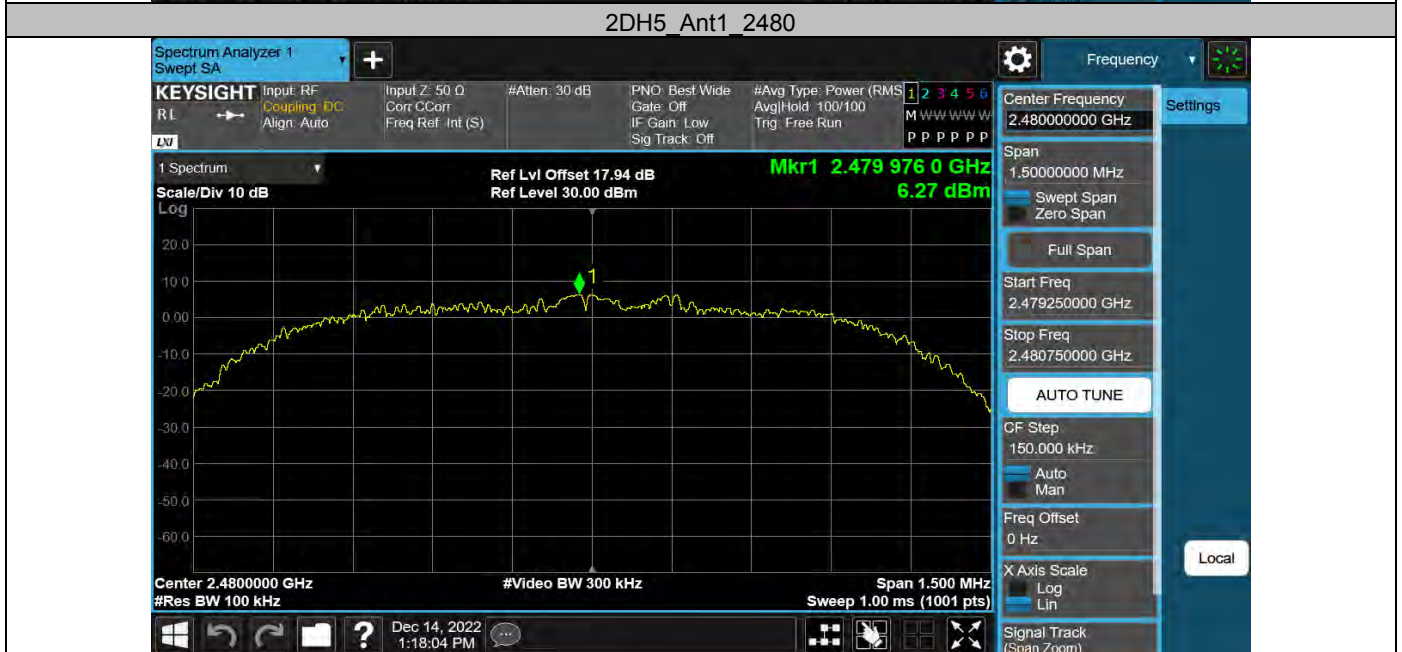 2DH5_Ant1_2480
Spectrum Analyzer 1
Swept SA
Frequency
KEYSIGHT
RL
LXI
Input: RF
Coupling: DC
Align: Auto
Input Z: 50 Ω
Corr CCorr
Freq Ref: Int (S)
#Atten: 30 dB
PNO: Best Wide
Gate: Off
IF Gain: Low
Sig Track: Off
#Avg Type: Power (RMS
Avg|Hold: 100/100
Trig: Free Run
1 2 3 4 5 6
M W W W W W
P P P P P P
1 Spectrum
Scale/Div 10 dB
Log
Ref Lvl Offset 17.94 dB
Ref Level 30.00 dBm
Mkr1 2.479 976 0 GHz
6.27 dBm
20.0
10.0
0.00
-10.0
-20.0
-30.0
-40.0
-50.0
-60.0
1
Center 2.4800000 GHz
#Res BW 100 kHz
#Video BW 300 kHz
Span 1.500 MHz
Sweep 1.00 ms (1001 pts)
Dec 14, 2022
1:18:04 PM
Center Frequency
2.480000000 GHz
Span
1.50000000 MHz
Swept Span
Zero Span
Full Span
Start Freq
2.479250000 GHz
Stop Freq
2.480750000 GHz
AUTO TUNE
CF Step
150.000 kHz
Auto
Man
Freq Offset
0 Hz
X Axis Scale
Log
Lin
Signal Track
(Span Zoom)
Settings
Local